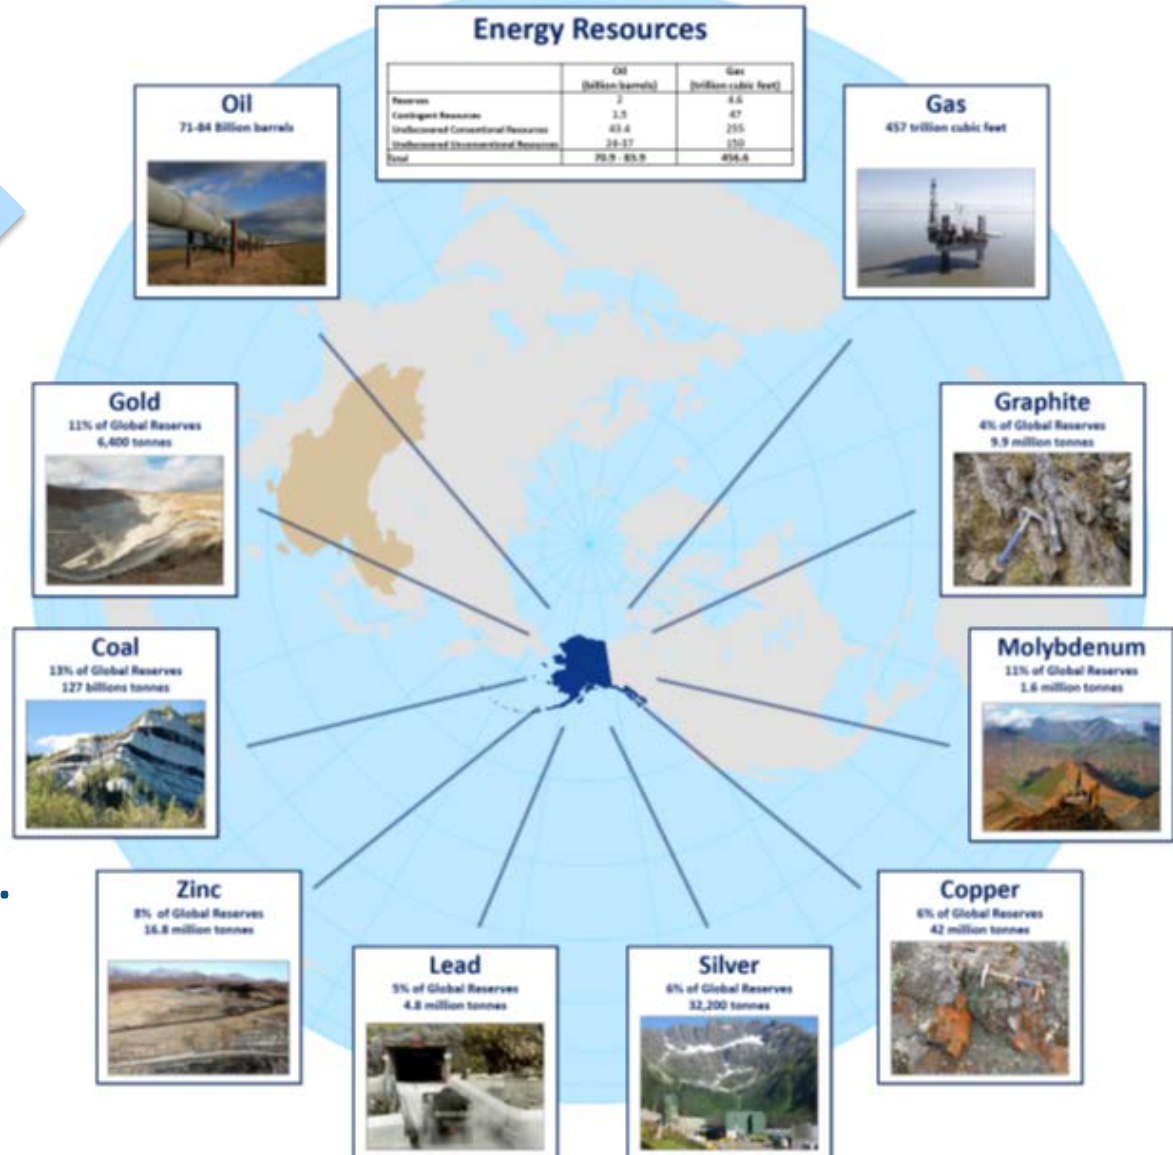 Energy Resources
Oil Gas
(billion barrels) (trillion cubic feet)
Reserves 2 4.6
Contingent Resources 1.5 47
Undiscovered Conventional Resources 43.4 255
Undiscovered Unconventional Resources 24-37 150
Total 70.9 - 83.9 456.6
Oil
71-84 Billion barrels
Gas
457 trillion cubic feet
Gold
11% of Global Reserves
6,400 tonnes
Graphite
4% of Global Reserves
9.9 million tonnes
Coal
13% of Global Reserves
127 billions tonnes
Molybdenum
11% of Global Reserves
1.6 million tonnes
Zinc
8% of Global Reserves
16.8 million tonnes
Copper
6% of Global Reserves
42 million tonnes
Lead
5% of Global Reserves
4.8 million tonnes
Silver
6% of Global Reserves
32,200 tonnes